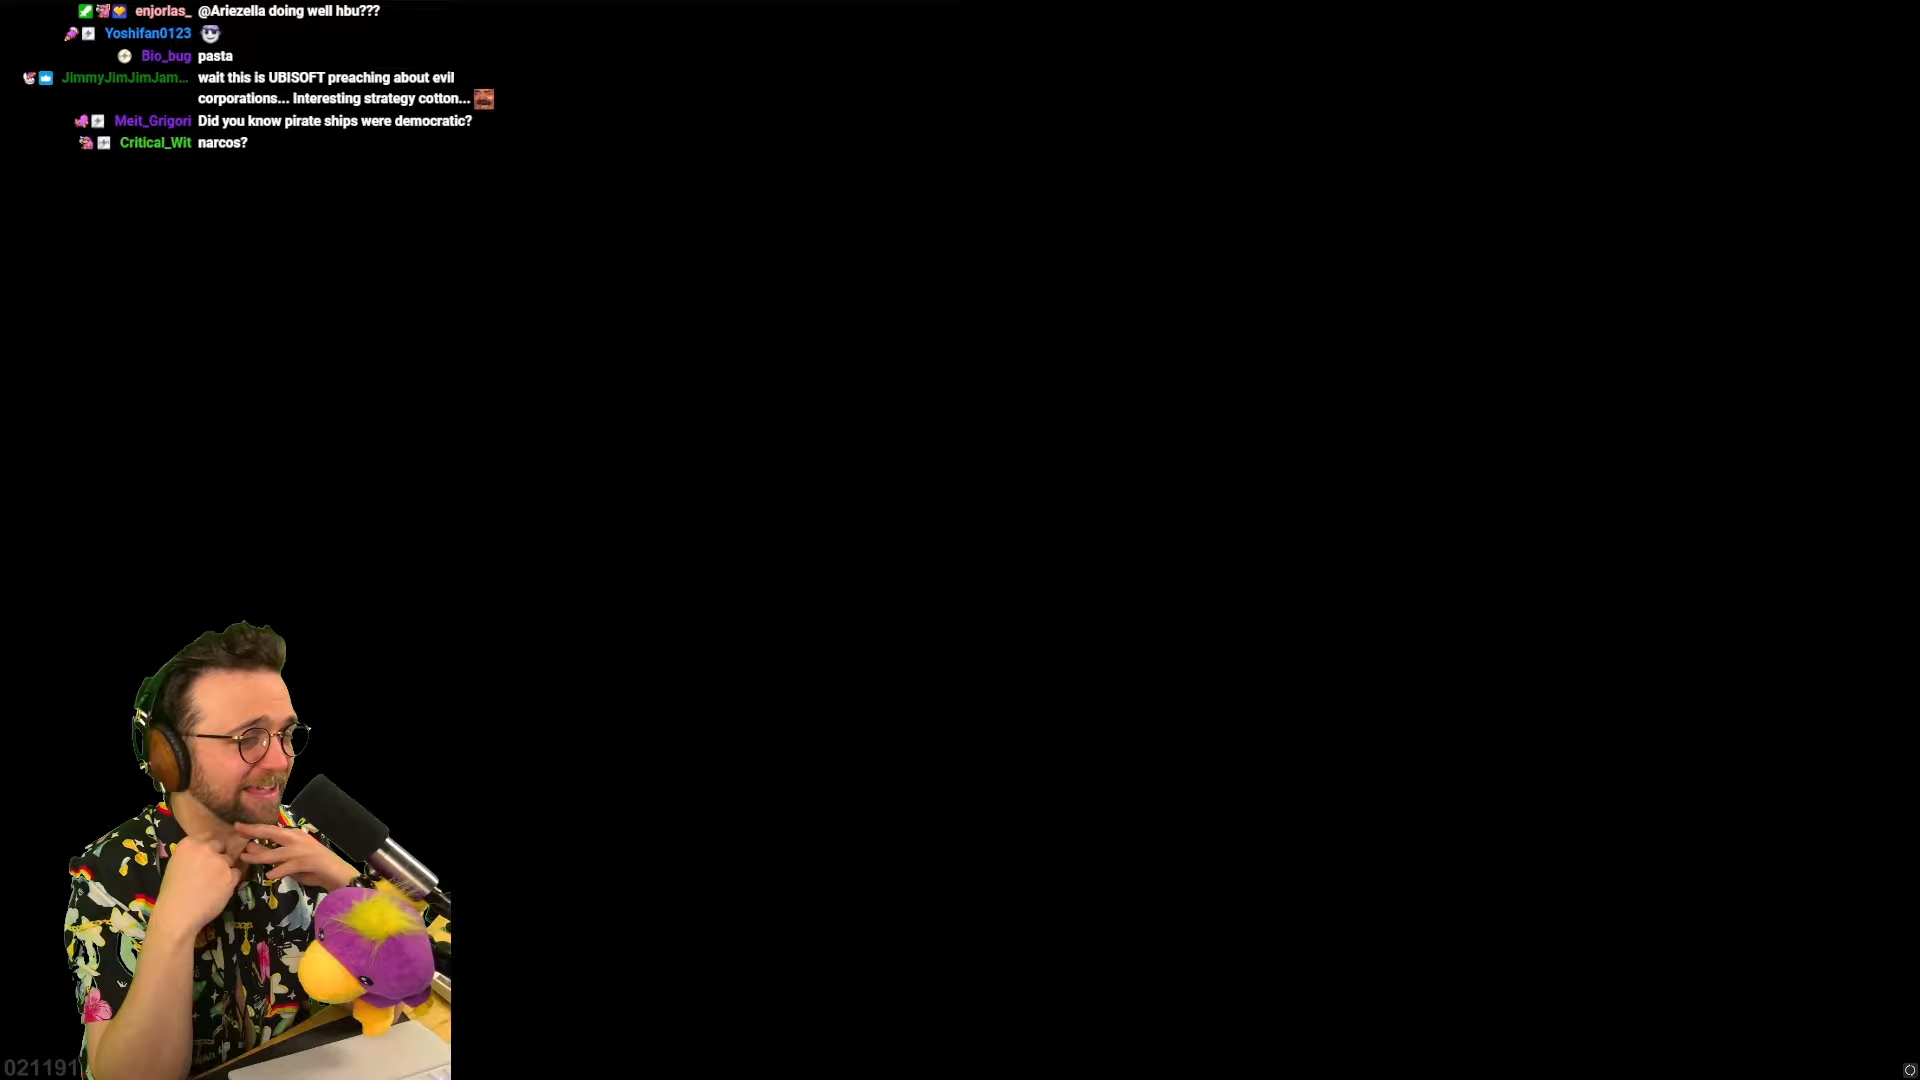 enjorlas_ @Ariezella doing well hbu???
Yoshifan0123
Bio_bug pasta
JimmyJimJimJam... wait this is UBISOFT preaching about evil
corporations... Interesting strategy cotton...
Meit_Grigori Did you know pirate ships were democratic?
Critical_Wit narcos?
021191